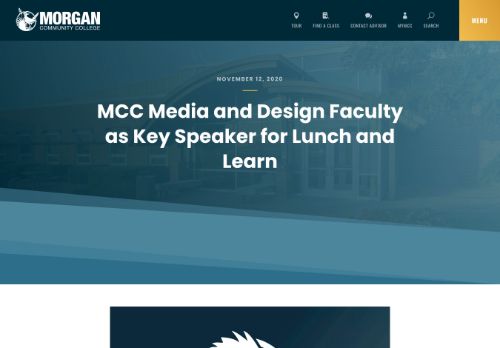 MORGAN
COMMUNITY COLLEGE
TOUR
FIND A CLASS
CONTACT ADVISOR
MYMCC
SEARCH
MENU
NOVEMBER 12, 2020
MCC Media and Design Faculty
as Key Speaker for Lunch and
Learn